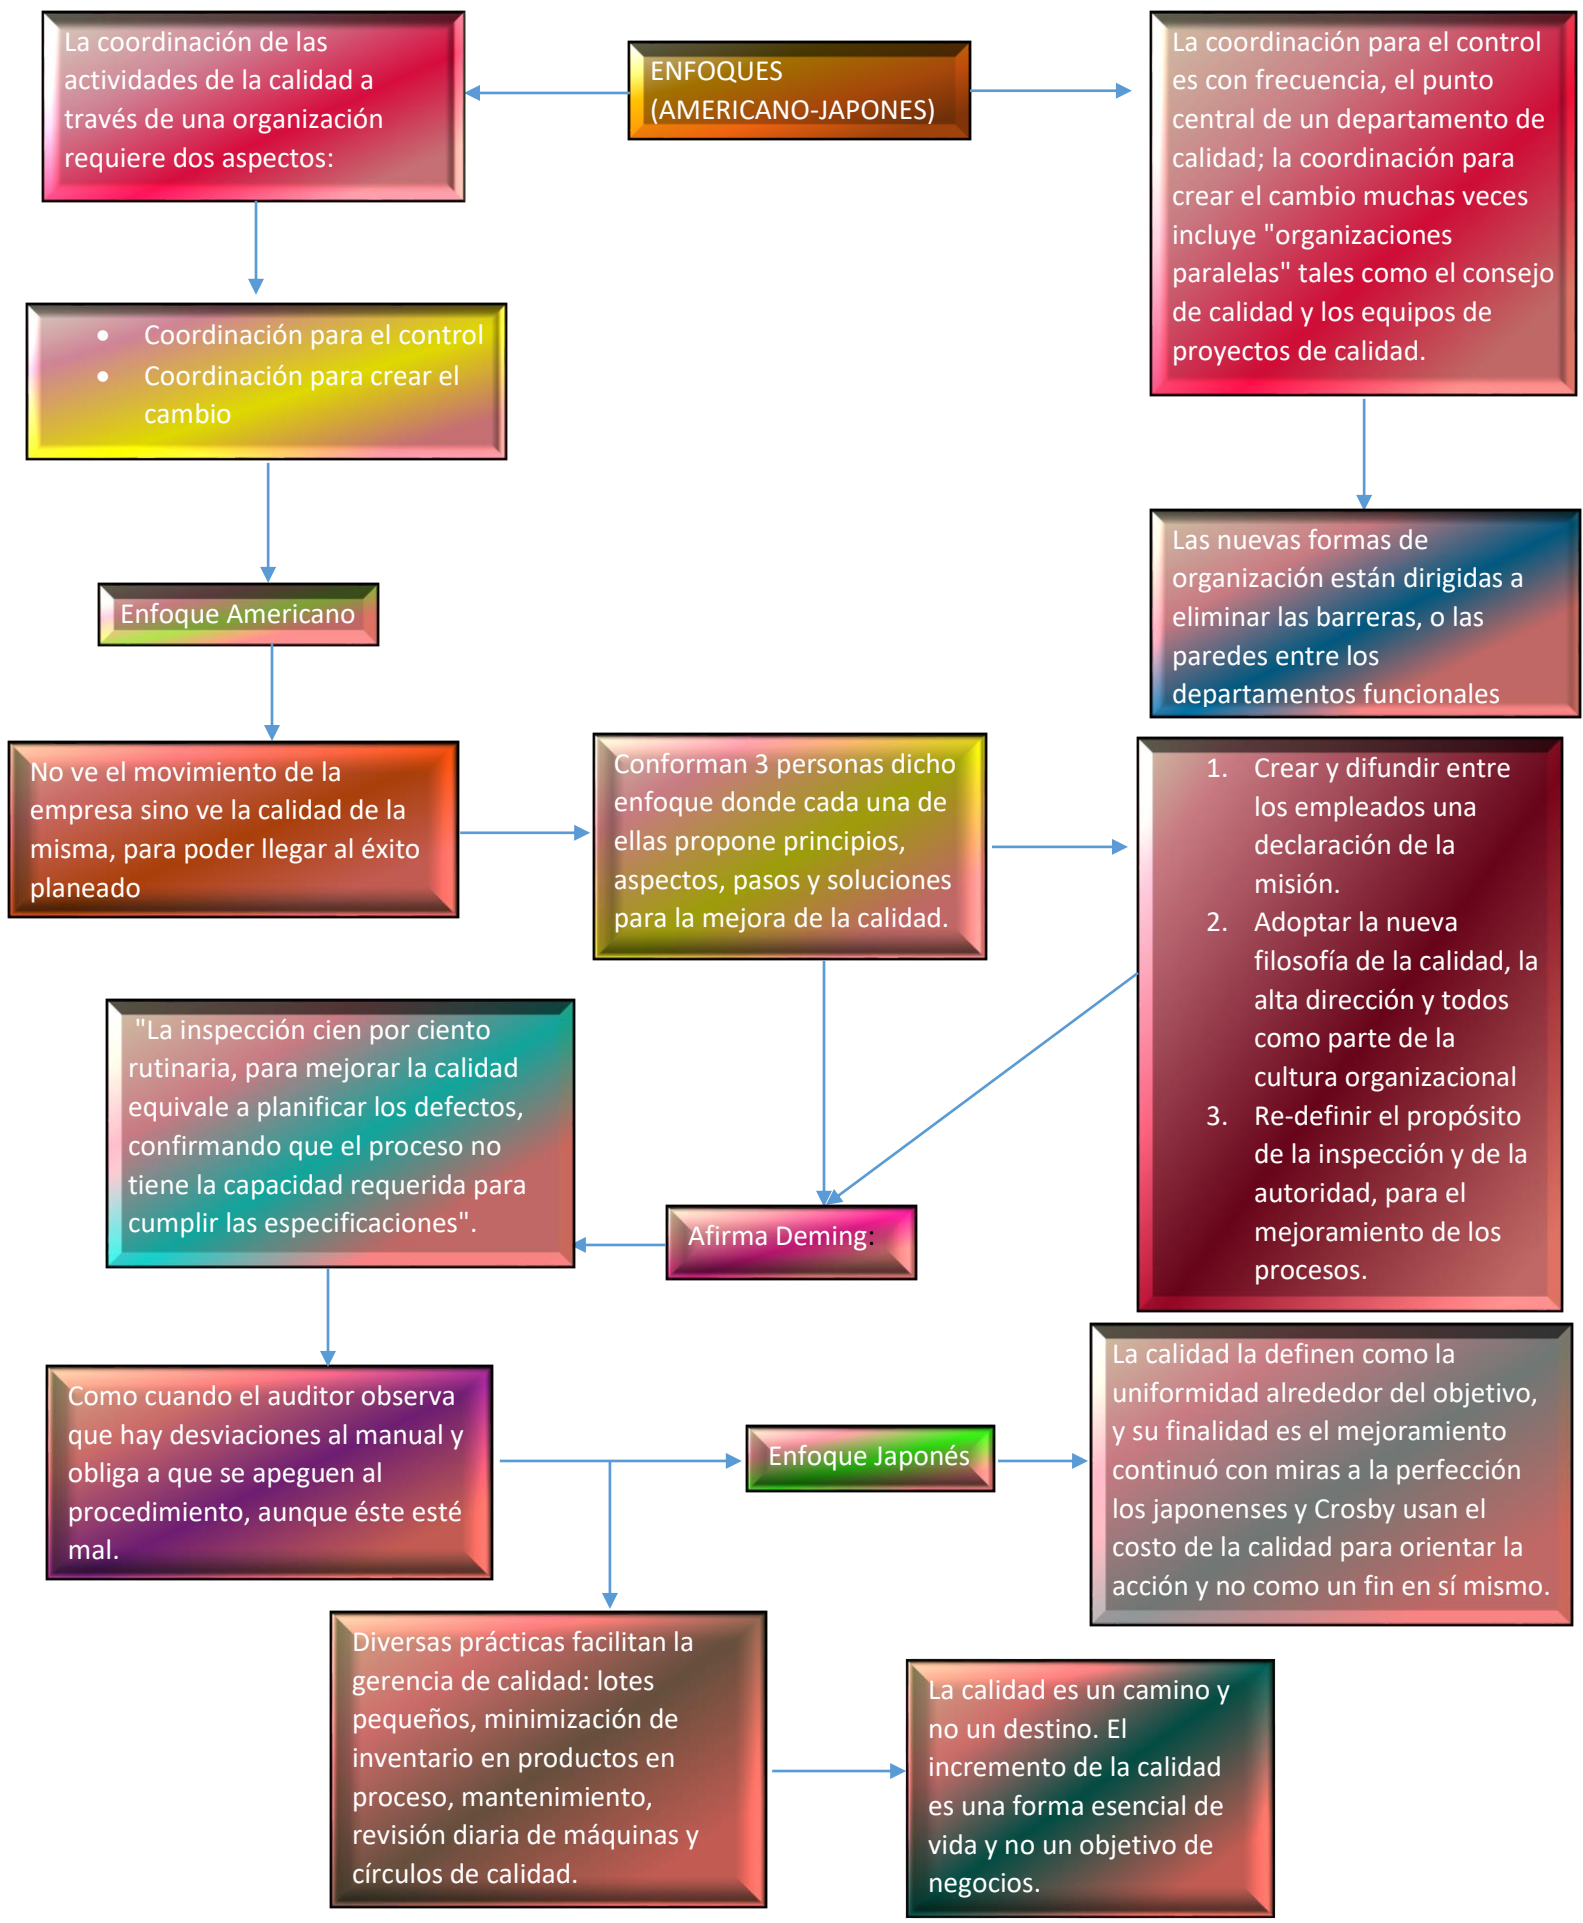 La coordinación de las
actividades de la calidad a
través de una organización
requiere dos aspectos:
ENFOQUES
(AMERICANO-JAPONES)
La coordinación para el control
es con frecuencia, el punto
central de un departamento de
calidad; la coordinación para
crear el cambio muchas veces
incluye "organizaciones
paralelas" tales como el consejo
de calidad y los equipos de
proyectos de calidad.
• Coordinación para el control
• Coordinación para crear el
cambio
Las nuevas formas de
organización están dirigidas a
eliminar las barreras, o las
paredes entre los
departamentos funcionales
Enfoque Americano
No ve el movimiento de la
empresa sino ve la calidad de la
misma, para poder llegar al éxito
planeado
Conforman 3 personas dicho
enfoque donde cada una de
ellas propone principios,
aspectos, pasos y soluciones
para la mejora de la calidad.
1. Crear y difundir entre
los empleados una
declaración de la
misión.
2. Adoptar la nueva
filosofía de la calidad, la
alta dirección y todos
como parte de la
cultura organizacional
3. Re-definir el propósito
de la inspección y de la
autoridad, para el
mejoramiento de los
procesos.
"La inspección cien por ciento
rutinaria, para mejorar la calidad
equivale a planificar los defectos,
confirmando que el proceso no
tiene la capacidad requerida para
cumplir las especificaciones".
Afirma Deming:
Como cuando el auditor observa
que hay desviaciones al manual y
obliga a que se apeguen al
procedimiento, aunque éste esté
mal.
Enfoque Japonés
La calidad la definen como la
uniformidad alrededor del objetivo,
y su finalidad es el mejoramiento
continuó con miras a la perfección
los japonenses y Crosby usan el
costo de la calidad para orientar la
acción y no como un fin en sí mismo.
Diversas prácticas facilitan la
gerencia de calidad: lotes
pequeños, minimización de
inventario en productos en
proceso, mantenimiento,
revisión diaria de máquinas y
círculos de calidad.
La calidad es un camino y
no un destino. El
incremento de la calidad
es una forma esencial de
vida y no un objetivo de
negocios.